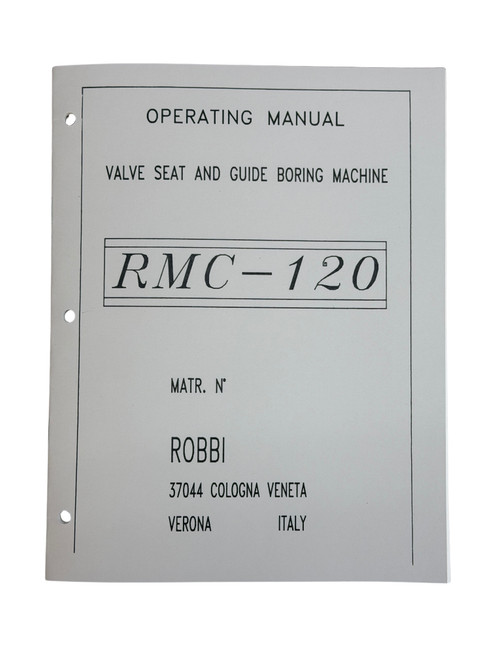 OPERATING MANUAL
VALVE SEAT AND GUIDE BORING MACHINE
RMC-120
MATR. N°
ROBBI
37044 COLOGNA VENETA
VERONA ITALY